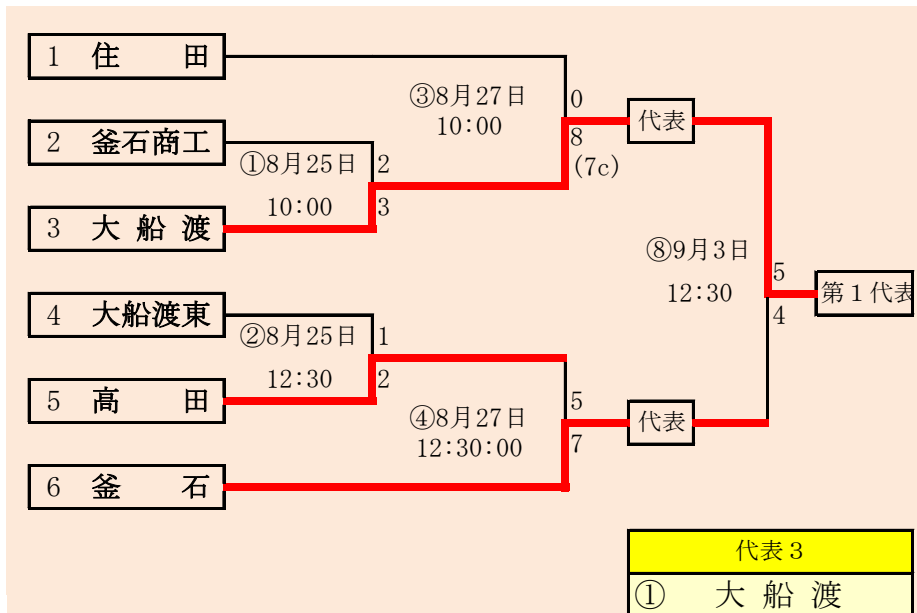 1 住 田
③8月27日
10:00
0
8
(7c)
代表
2 釜石商工
①8月25日
10:00
2
3
3 大 船 渡
⑧9月3日
12:30
5
4
第1代表
4 大船渡東
②8月25日
12:30
1
2
5 高 田
④8月27日
12:30:00
5
7
代表
6 釜 石
代表3
① 大 船 渡